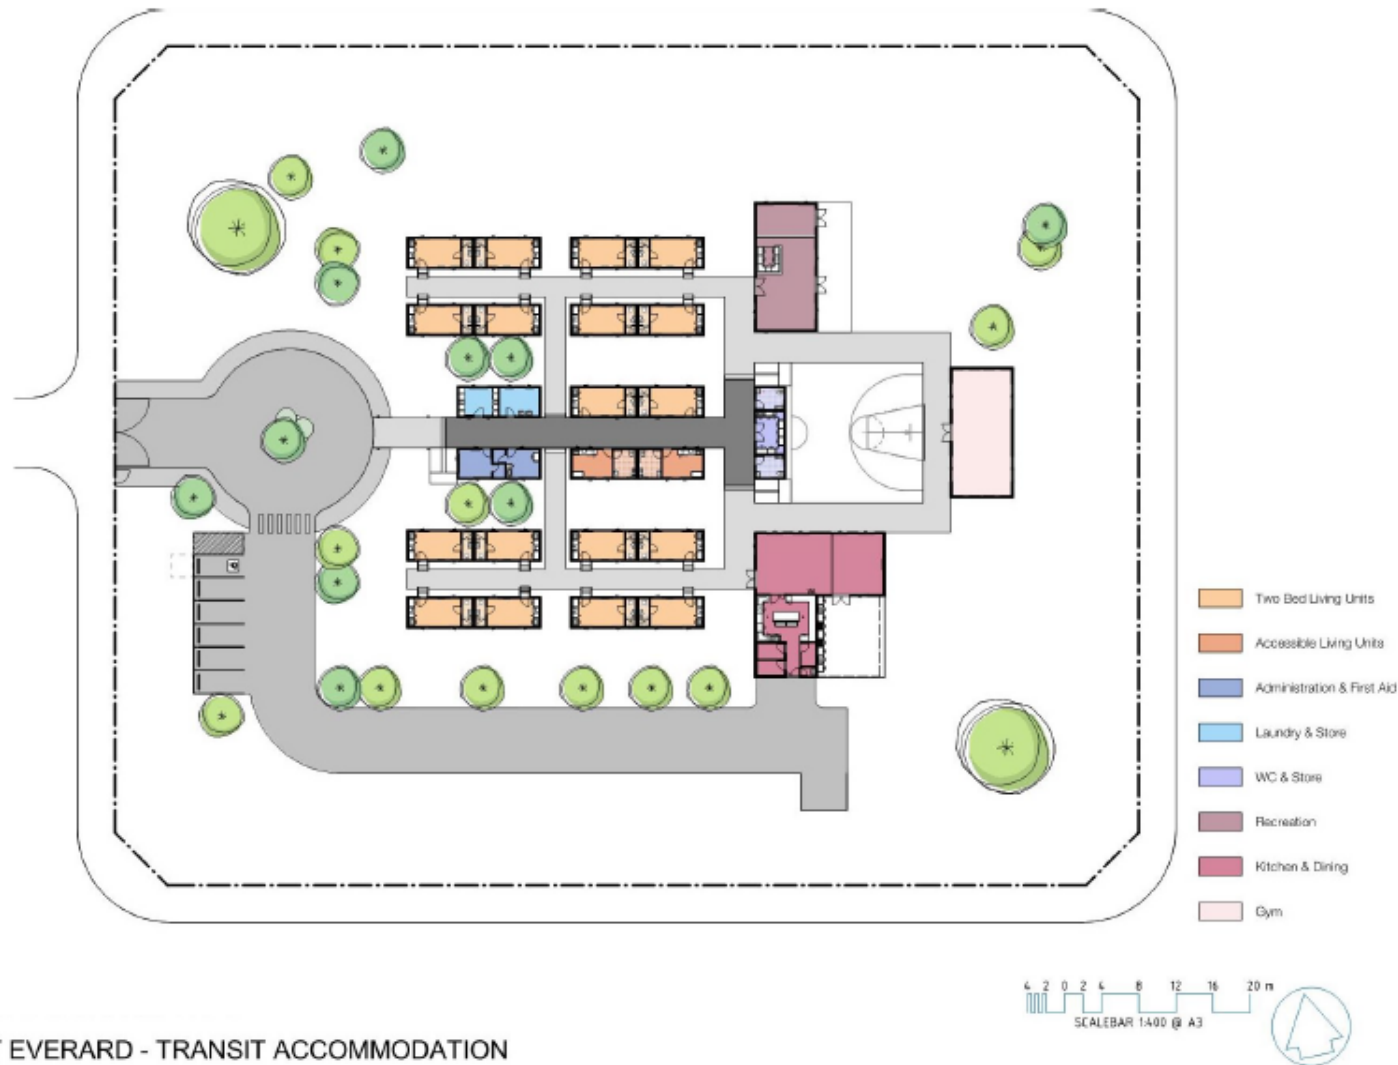 Two Bed Living Units
Accessible Living Units
Administration & First Aid
Laundry & Store
WC & Store
Recreation
Kitchen & Dining
Gym
4 2 0 2 4 8 12 16 20 m
SCALEBAR 1:400 @ A3
EVERARD - TRANSIT ACCOMMODATION